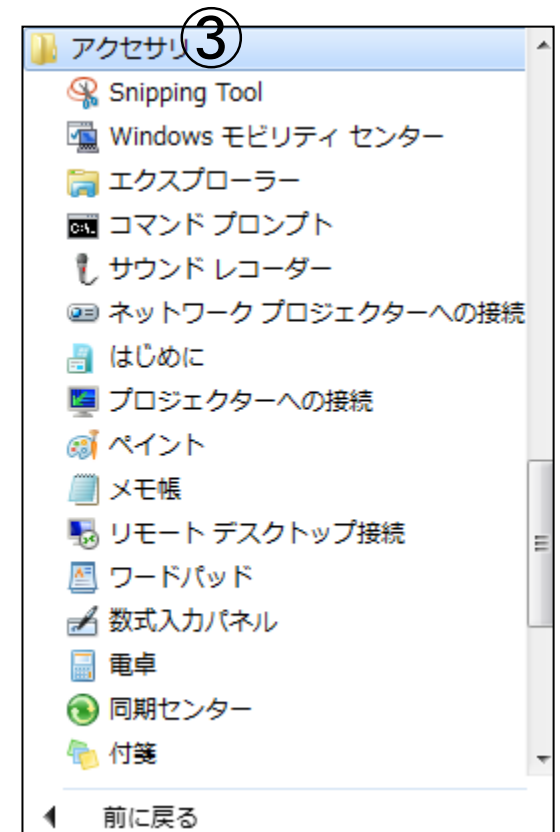 アクセサリ③
Snipping Tool
Windows モビリティ センター
エクスプローラー
コマンド プロンプト
サウンド レコーダー
ネットワーク プロジェクターへの接続
はじめに
プロジェクターへの接続
ペイント
メモ帳
リモート デスクトップ接続
ワードパッド
数式入力パネル
電卓
同期センター
付箋
前に戻る